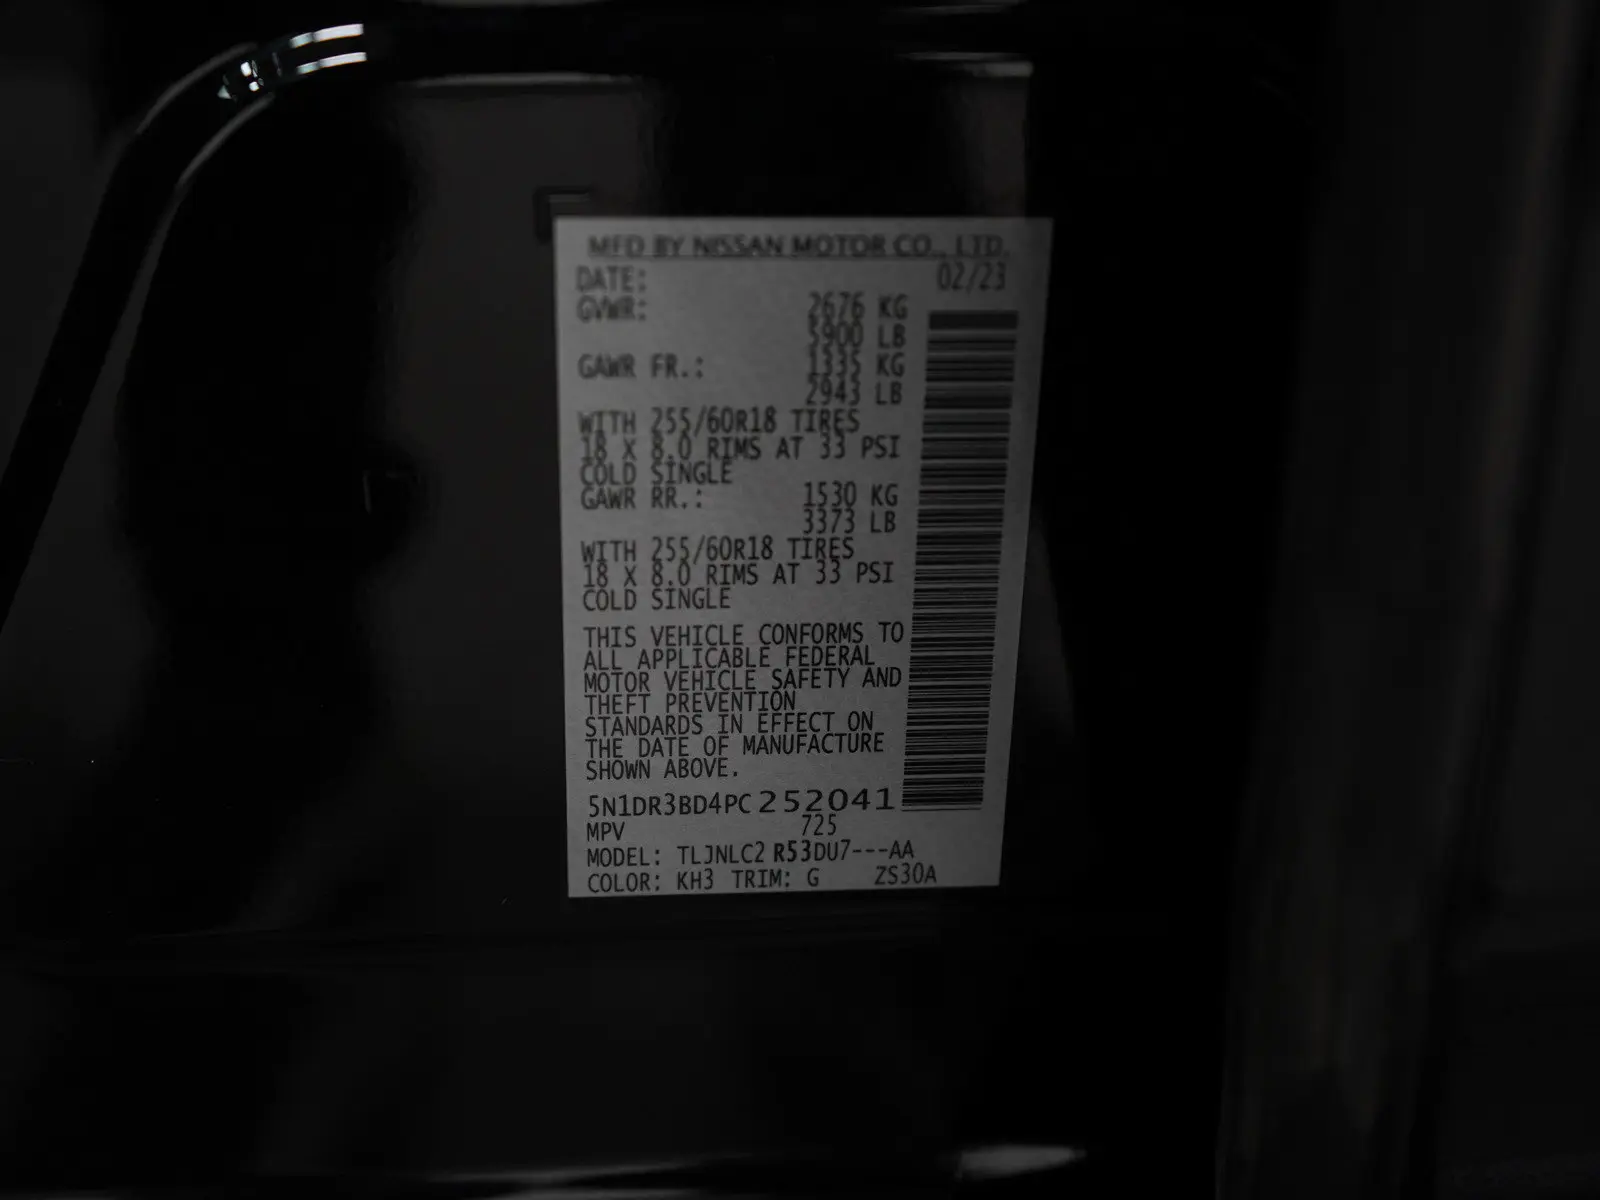 MFD BY NISSAN MOTOR CO., LTD.
DATE: 02/23
GVWR: 2676 KG
5900 LB
GAWR FR.: 1335 KG
2943 LB
WITH 255/60R18 TIRES
18 X 8.0 RIMS AT 33 PSI
COLD SINGLE
GAWR RR.: 1530 KG
3373 LB
WITH 255/60R18 TIRES
18 X 8.0 RIMS AT 33 PSI
COLD SINGLE
THIS VEHICLE CONFORMS TO
ALL APPLICABLE FEDERAL
MOTOR VEHICLE SAFETY AND
THEFT PREVENTION
STANDARDS IN EFFECT ON
THE DATE OF MANUFACTURE
SHOWN ABOVE.
5N1DR3BD4PC252041
MPV 725
MODEL: TLJNLC2 R53DU7---AA
COLOR: KH3 TRIM: G ZS30A